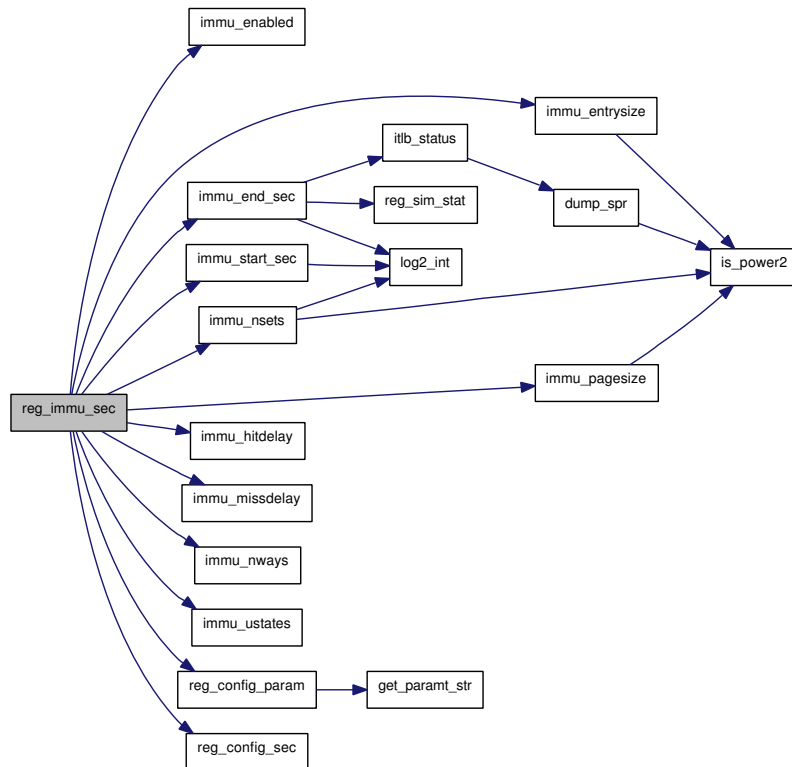 immu_enabled
immu_entrysize
itlb_status
immu_end_sec
reg_sim_stat
dump_spr
immu_start_sec
log2_int
is_power2
immu_nsets
immu_pagesize
reg_immu_sec
immu_hitdelay
immu_missdelay
immu_nways
immu_ustates
reg_config_param
get_paramt_str
reg_config_sec